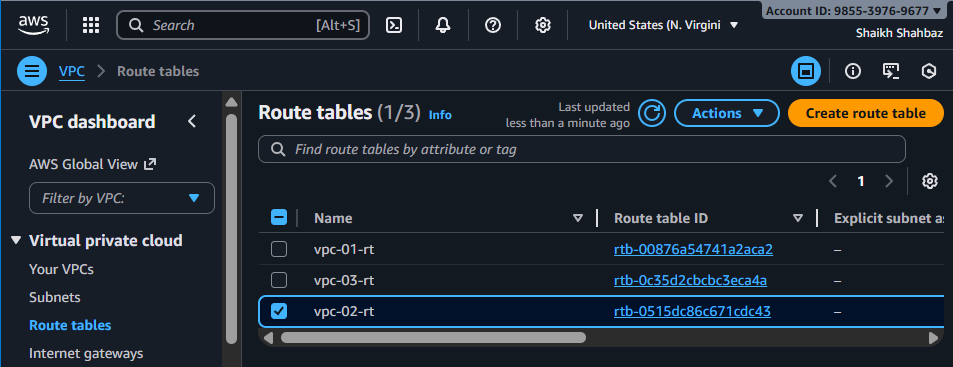 Account ID: 9855-3976-9677
aws
Search [Alt+S]
United States (N. Virgini
Shaikh Shahbaz
VPC > Route tables
VPC dashboard
AWS Global View
Filter by VPC:
Virtual private cloud
Your VPCs
Subnets
Route tables
Internet gateways
Route tables (1/3) Info
Last updated
less than a minute ago
Actions
Create route table
Find route tables by attribute or tag
1
Name Route table ID Explicit subnet as
vpc-01-rt rtb-00876a54741a2aca2 –
vpc-03-rt rtb-0c35d2cbcbc3eca4a –
vpc-02-rt rtb-0515dc86c671cdc43 –